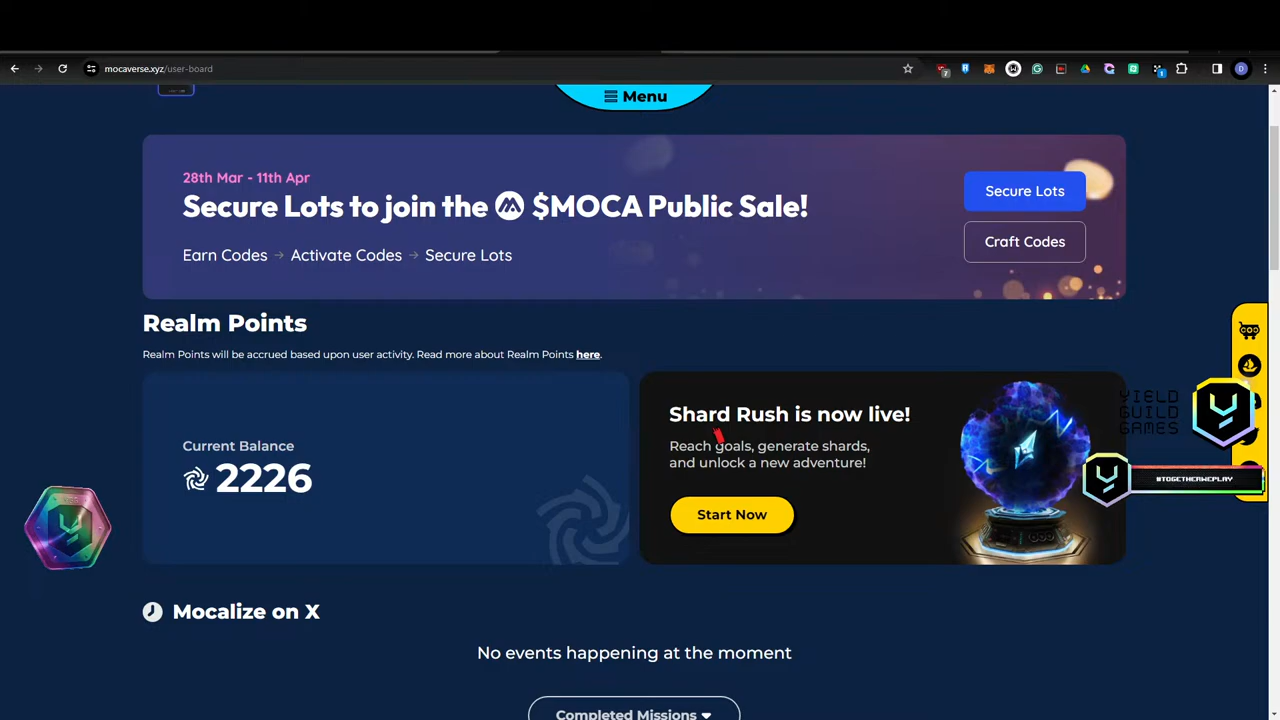 mocaverse.xyz/user-board
Menu
28th Mar - 11th Apr
Secure Lots to join the $MOCA Public Sale!
Earn Codes → Activate Codes → Secure Lots
Secure Lots
Craft Codes
Realm Points
Realm Points will be accrued based upon user activity. Read more about Realm Points here.
Current Balance
2226
Shard Rush is now live!
Reach goals, generate shards,
and unlock a new adventure!
Start Now
YIELD
GUILD
GAMES
#TOGETHERWEPLAY
Mocalize on X
No events happening at the moment
Completed Missions